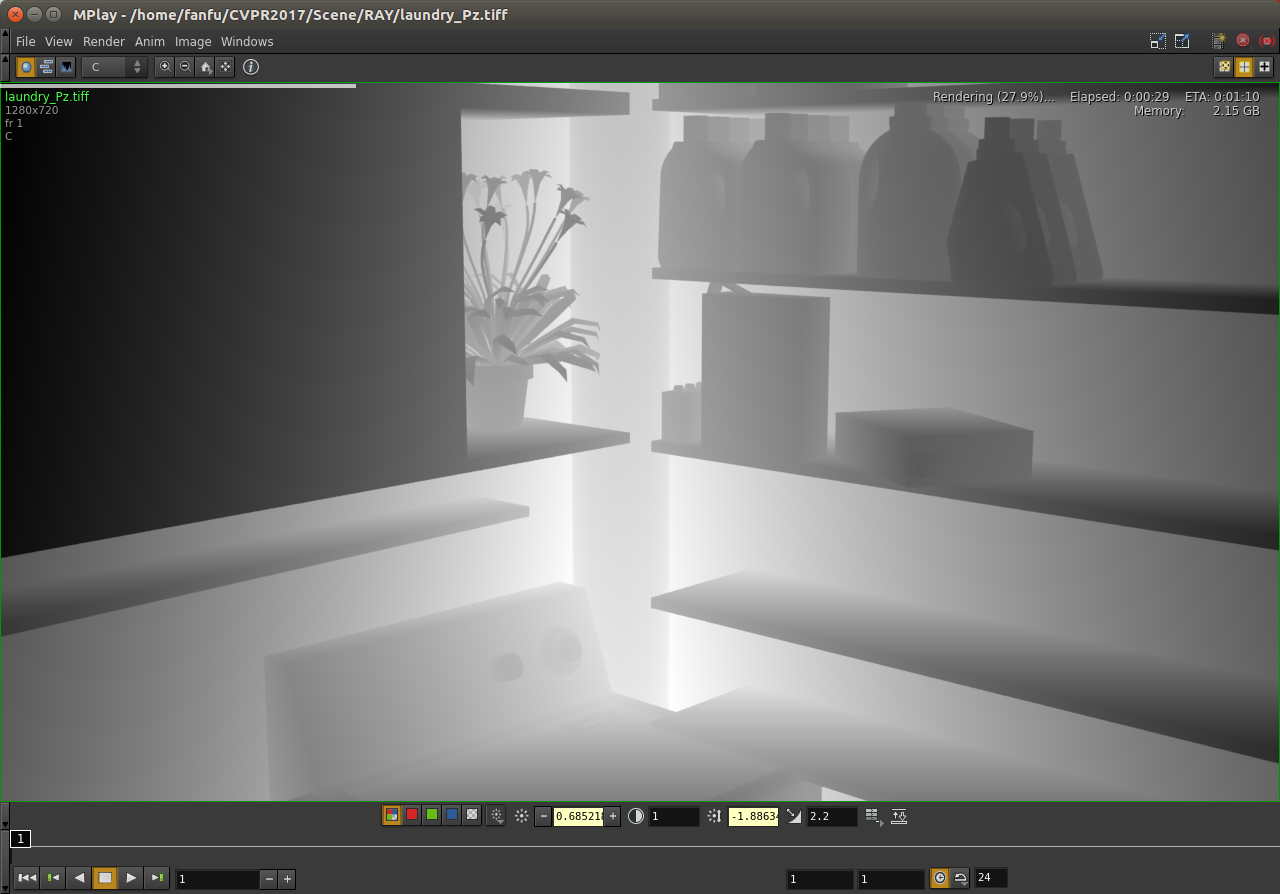 MPlay - /home/fanfu/CVPR2017/Scene/RAY/laundry_Pz.tiff
File View Render Anim Image Windows
C
laundry_Pz.tiff
Rendering (27.9%)... Elapsed: 0:00:29 ETA: 0:01:10
1280x720
Memory: 2.15 GB
fr 1
C
0.68521 1 -1.8863 2.2
1
1 1 1 24